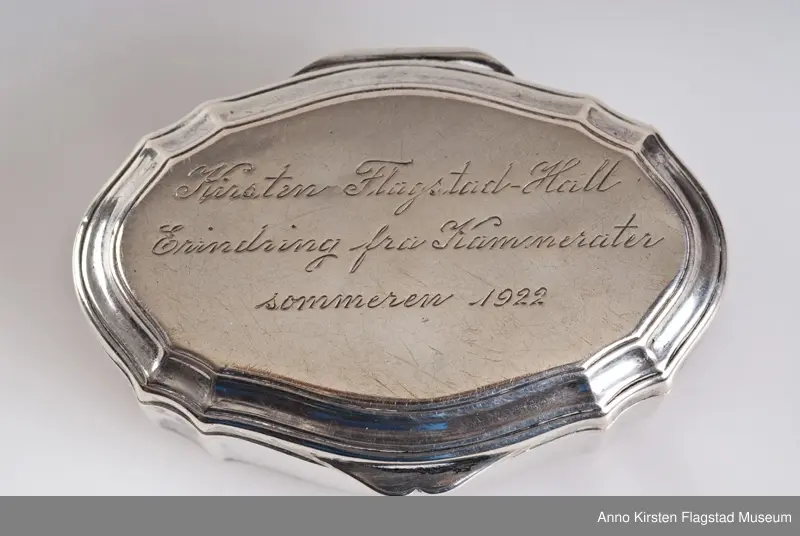 Kirsten Flagstad-Hall
Erindring fra Kammerater
sommeren 1922
Anno Kirsten Flagstad Museum